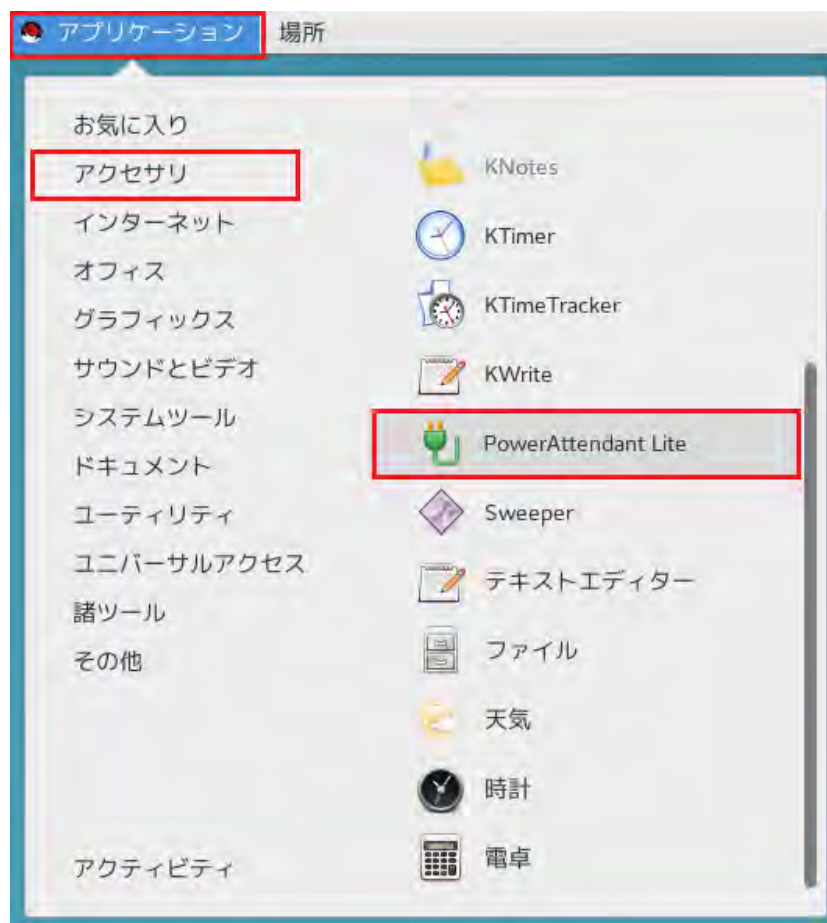 アプリケーション 場所
お気に入り
アクセサリ
インターネット
オフィス
グラフィックス
サウンドとビデオ
システムツール
ドキュメント
ユーティリティ
ユニバーサルアクセス
諸ツール
その他
アクティビティ
KNotes
KTimer
KTimeTracker
KWrite
PowerAttendant Lite
Sweeper
テキストエディター
ファイル
天気
時計
電卓